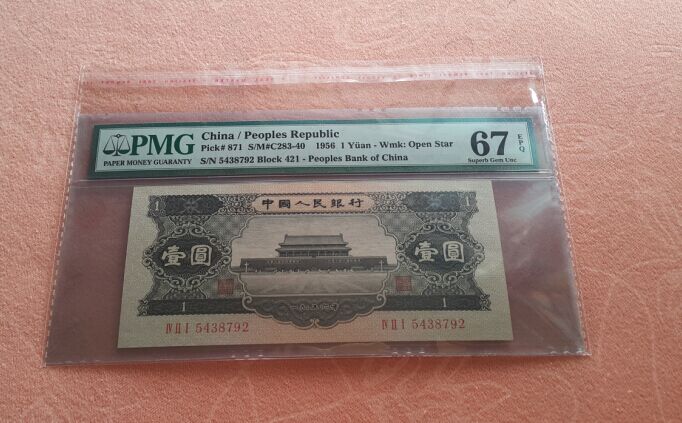 PMG
PAPER MONEY GUARANTY
China / Peoples Republic
Pick# 871 S/M#C283-40 1956 1 Yüan - Wmk: Open Star
S/N 5438792 Block 421 - Peoples Bank of China
67 EPQ
Superb Gem Unc
1 中國人民銀行 1
壹圓 壹圓
1 1
ⅣⅡⅠ 5438792 ⅣⅡⅠ 5438792